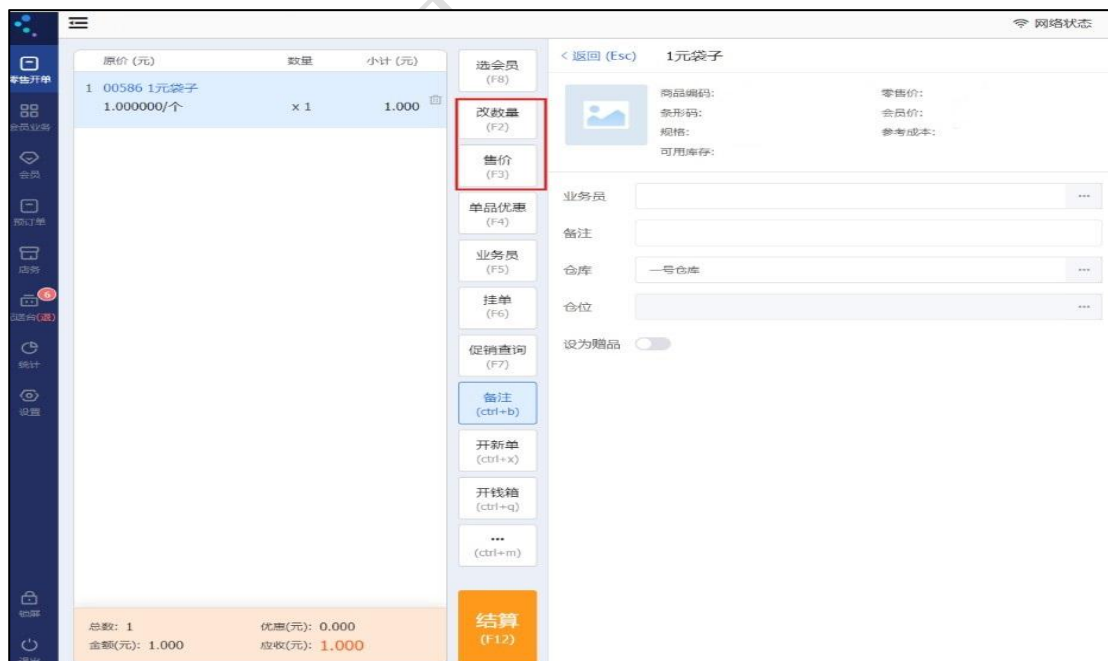 网络状态
零售开单
会员业务
会员
预订单
店务
6
(退)
统计
设置
锁屏
退出
原价 (元) 数量 小计 (元)
1 00586 1元袋子
1.000000/个 x 1 1.000
总数: 1 优惠(元): 0.000
金额(元): 1.000 应收(元): 1.000
选会员
(F8)
改数量
(F2)
售价
(F3)
单品优惠
(F4)
业务员
(F5)
挂单
(F6)
促销查询
(F7)
备注
(ctrl+b)
开新单
(ctrl+x)
开钱箱
(ctrl+q)
...
(ctrl+m)
结算
(F12)
< 返回 (Esc) 1元袋子
商品编码: 零售价:
条形码: 会员价:
规格: 参考成本:
可用库存:
业务员 ...
备注
仓库 一号仓库 ...
仓位 ...
设为赠品